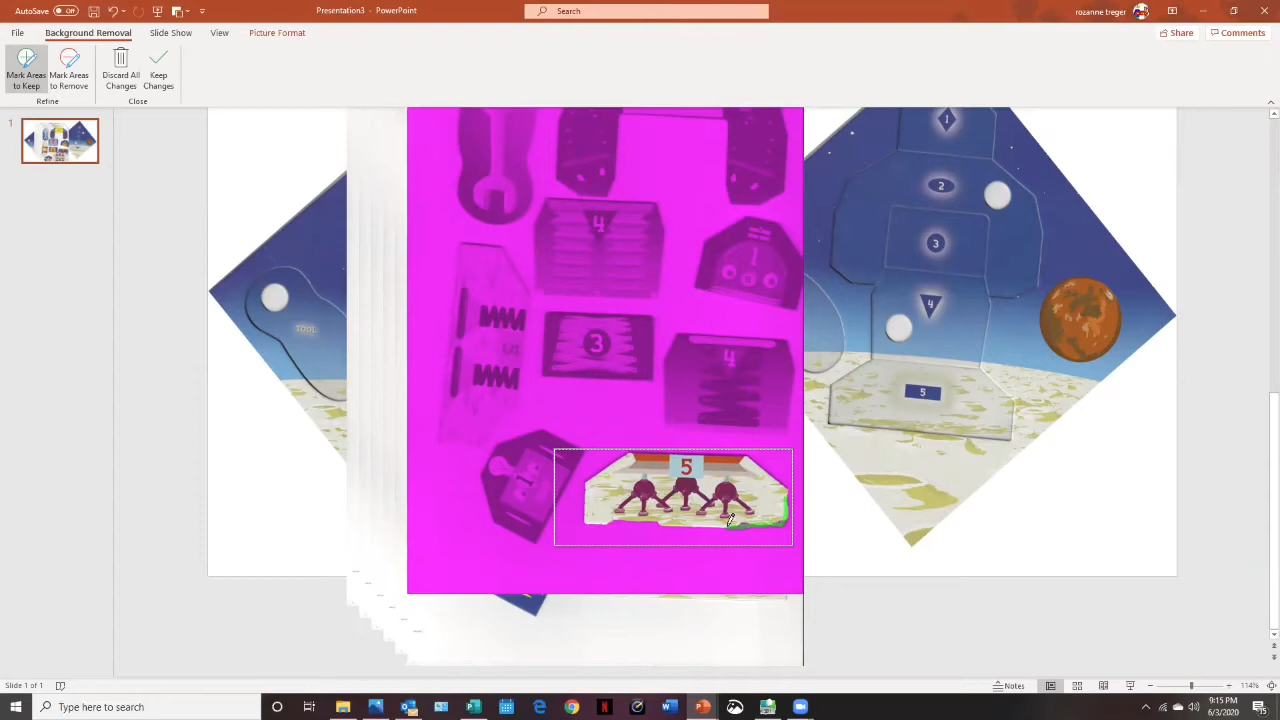 AutoSave Off
Presentation3 - PowerPoint
Search
rozanne treger
File
Background Removal
Slide Show
View
Picture Format
Share
Comments
Mark Areas to Keep
Mark Areas to Remove
Discard All Changes
Keep Changes
Refine
Close
1
1
2
3
4
5
TOOL
4
1
3
4
1
5
Slide 1 of 1
Notes
114%
Type here to search
9:15 PM
6/3/2020